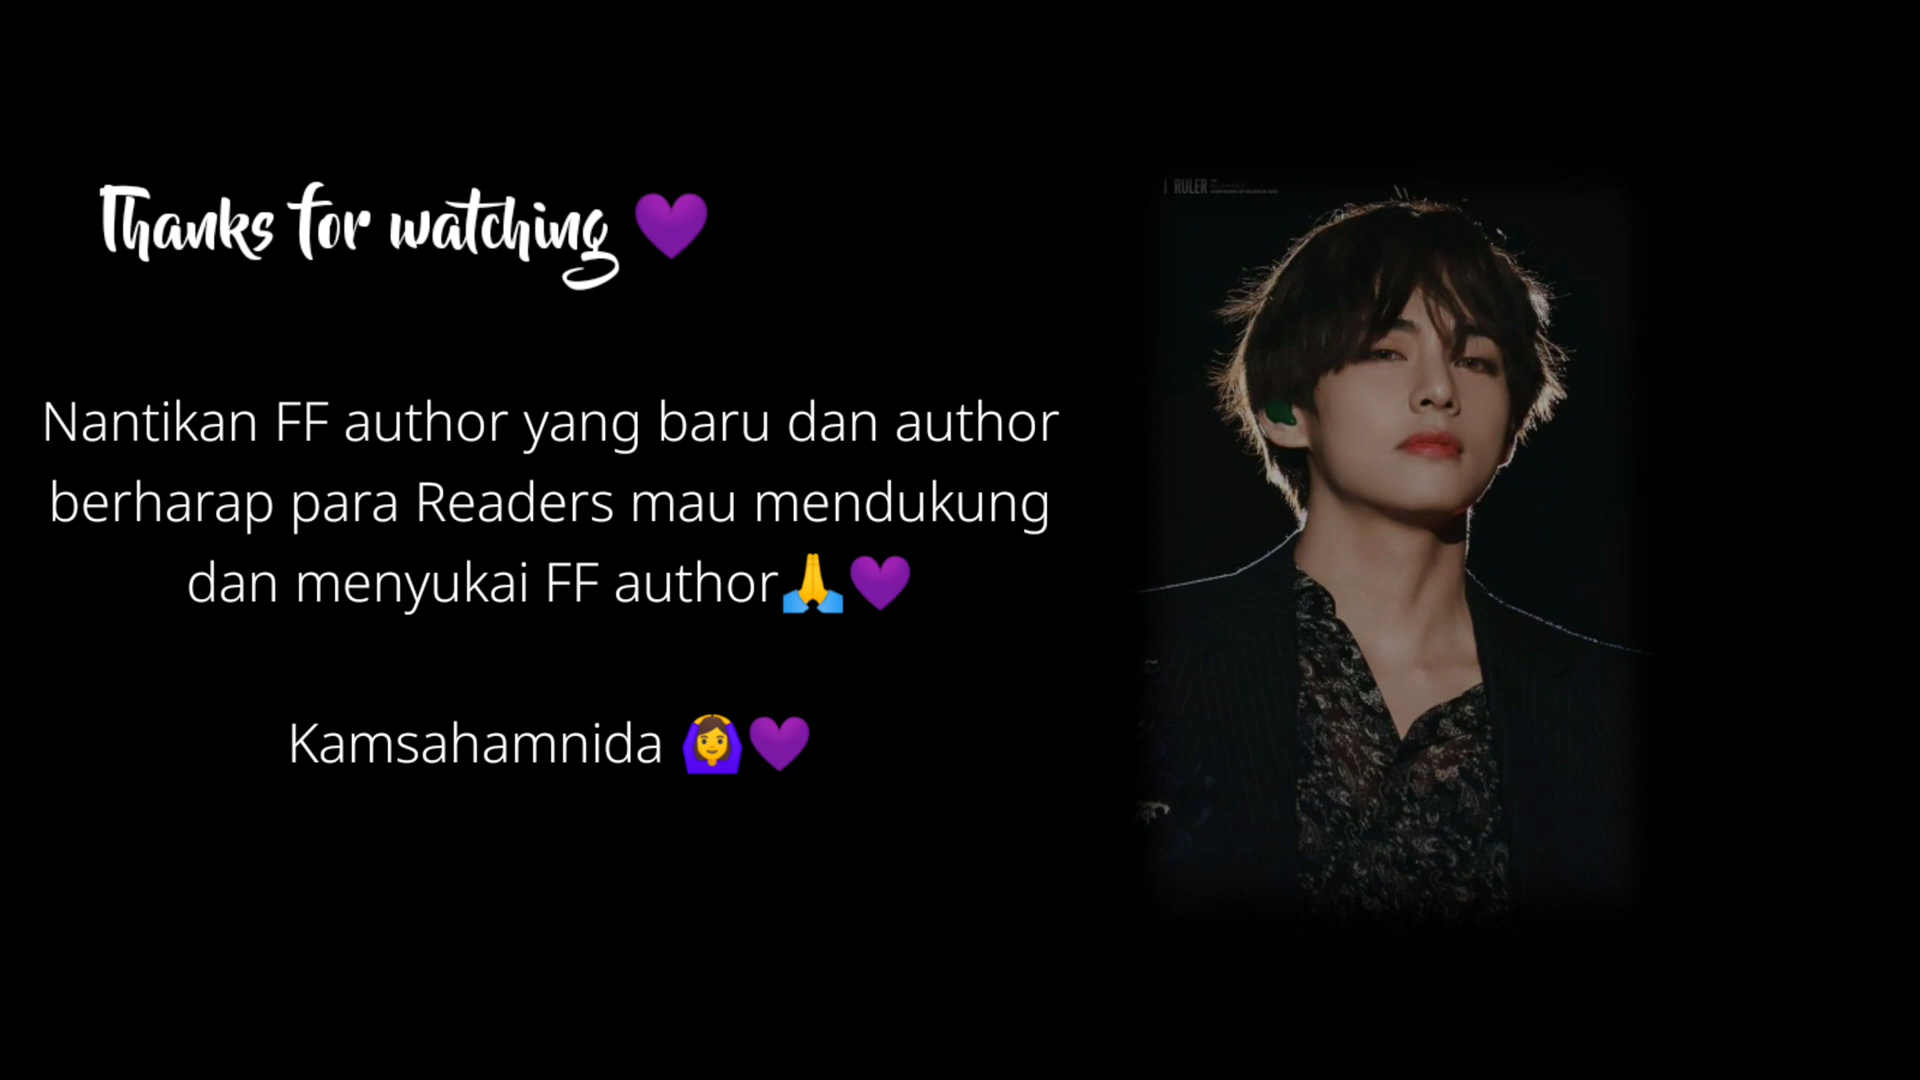 Thanks for watching 💜
I RULER
Nantikan FF author yang baru dan author
berharap para Readers mau mendukung
dan menyukai FF author🙏💜
Kamsahamnida 🙆‍♀️💜